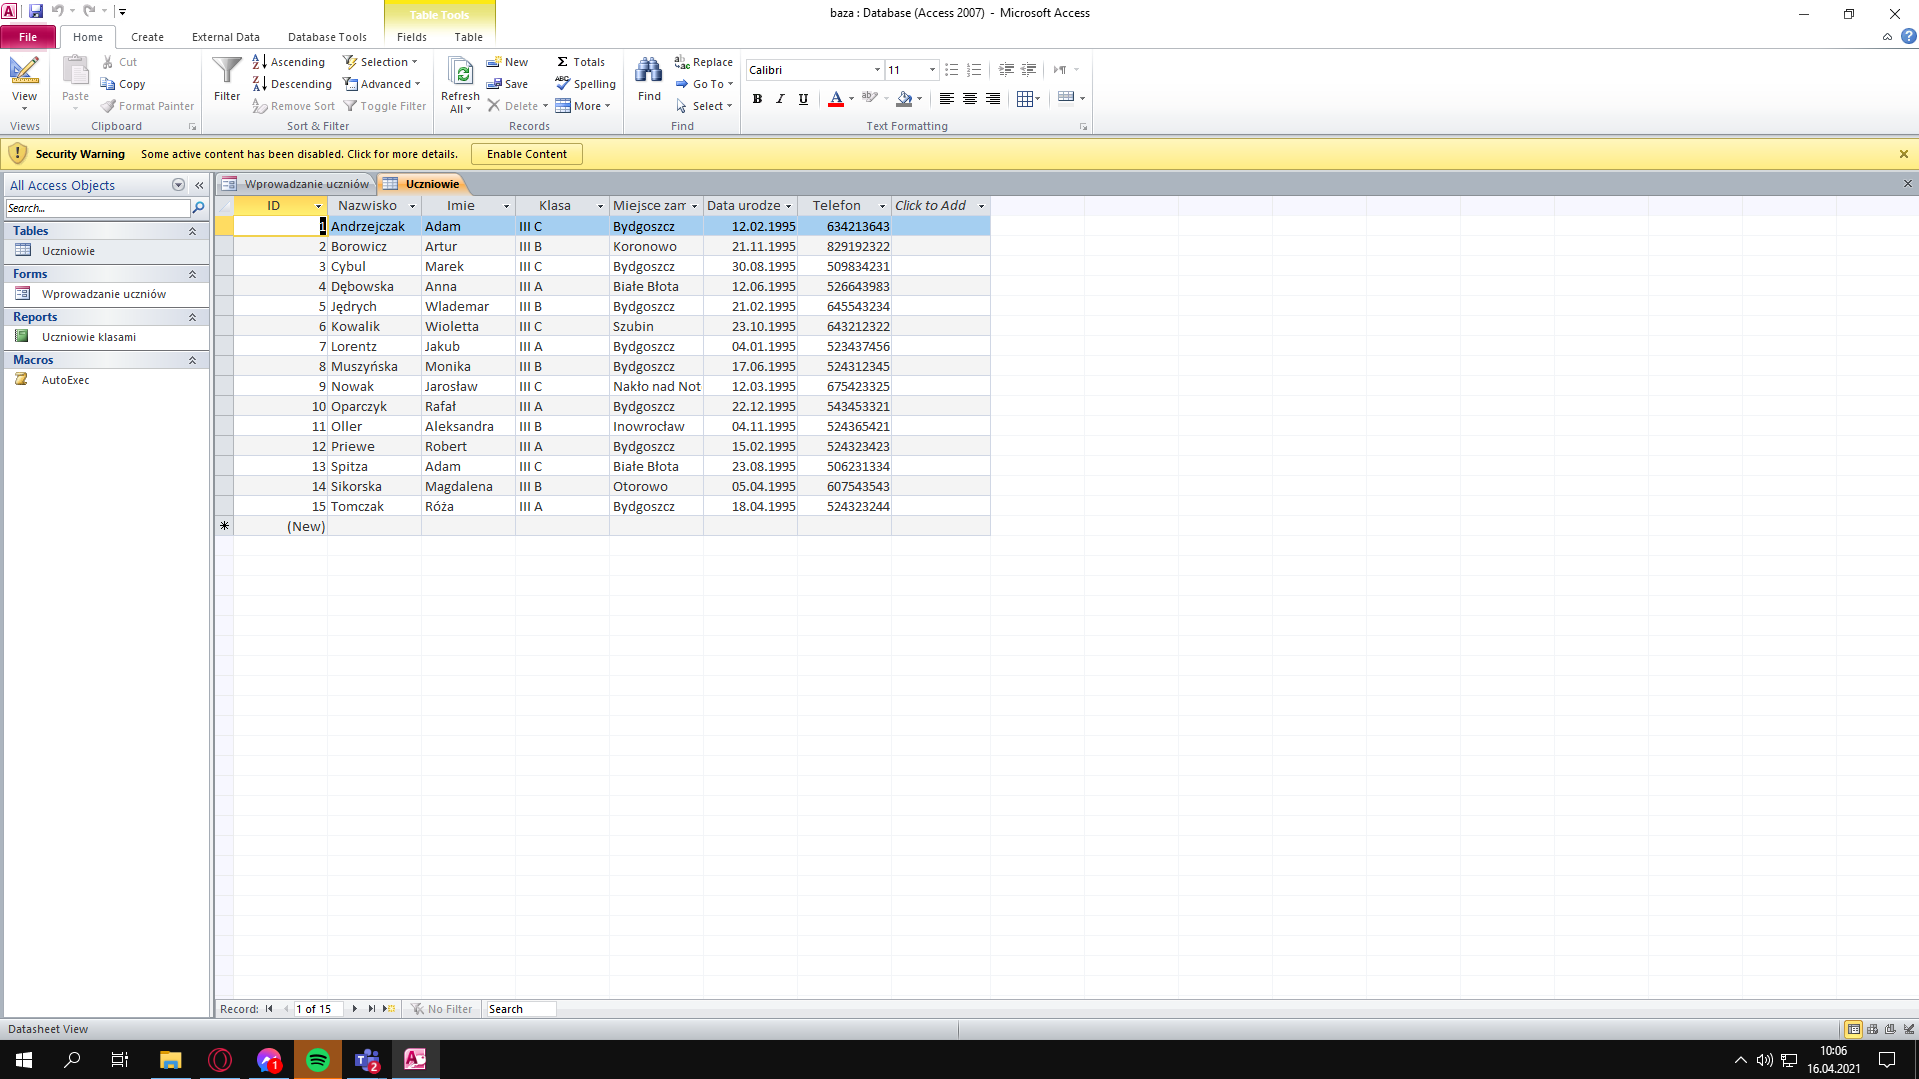 baza : Database (Access 2007) - Microsoft Access
Table Tools
File Home Create External Data Database Tools Fields Table
View
Paste
Cut
Copy
Format Painter
Filter
Ascending
Descending
Remove Sort
Selection
Advanced
Toggle Filter
Refresh All
New
Save
Delete
Totals
Spelling
More
Find
Replace
Go To
Select
Calibri 11
B I U A
Views Clipboard Sort & Filter Records Find Text Formatting
Security Warning Some active content has been disabled. Click for more details. Enable Content
All Access Objects
Search...
Tables
Uczniowie
Forms
Wprowadzanie uczniów
Reports
Uczniowie klasami
Macros
AutoExec
Wprowadzanie uczniów Uczniowie
ID Nazwisko Imie Klasa Miejsce zam Data urodze Telefon Click to Add
1 Andrzejczak Adam III C Bydgoszcz 12.02.1995 634213643
2 Borowicz Artur III B Koronowo 21.11.1995 829192322
3 Cybul Marek III C Bydgoszcz 30.08.1995 509834231
4 Dębowska Anna III A Białe Błota 12.06.1995 526643983
5 Jędrych Wlademar III B Bydgoszcz 21.02.1995 645543234
6 Kowalik Wioletta III C Szubin 23.10.1995 643212322
7 Lorentz Jakub III A Bydgoszcz 04.01.1995 523437456
8 Muszyńska Monika III B Bydgoszcz 17.06.1995 524312345
9 Nowak Jarosław III C Nakło nad Not 12.03.1995 675423325
10 Oparczyk Rafał III A Bydgoszcz 22.12.1995 543453321
11 Oller Aleksandra III B Inowrocław 04.11.1995 524365421
12 Priewe Robert III A Bydgoszcz 15.02.1995 524323423
13 Spitza Adam III C Białe Błota 23.08.1995 506231334
14 Sikorska Magdalena III B Otorowo 05.04.1995 607543543
15 Tomczak Róża III A Bydgoszcz 18.04.1995 524323244
* (New)
Record: 1 of 15 No Filter Search
Datasheet View
1
2
10:06
16.04.2021